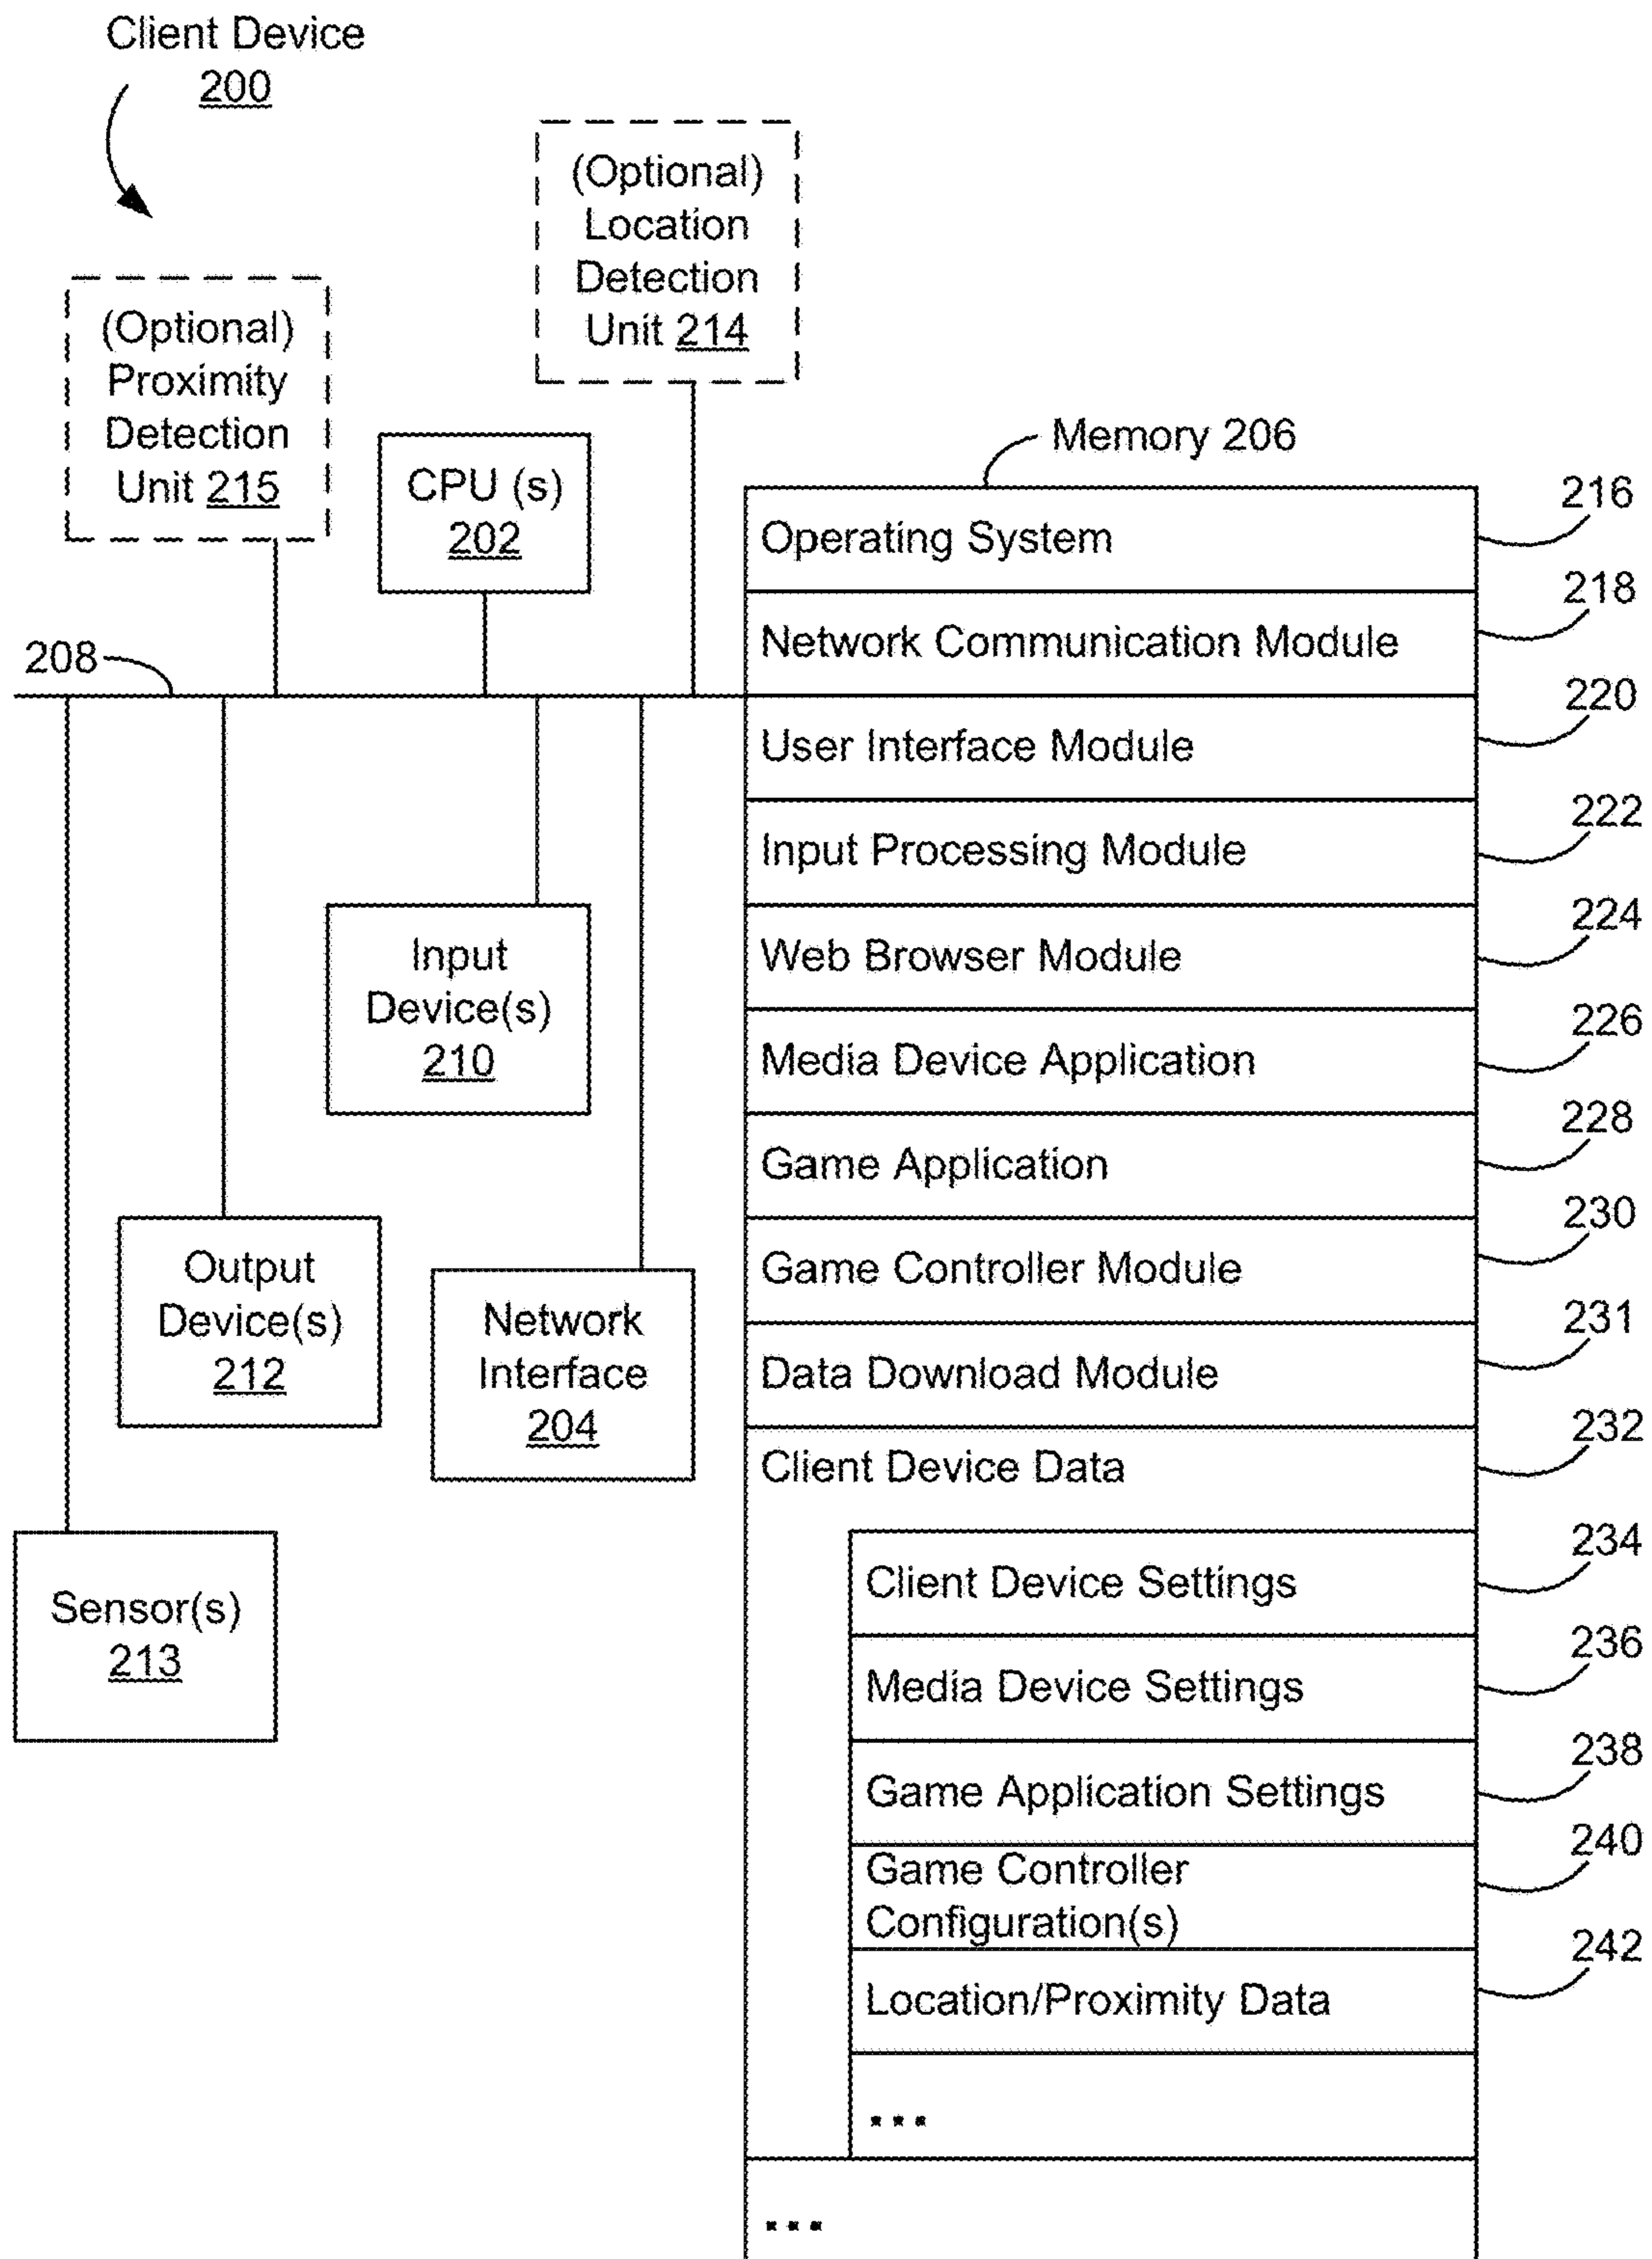 Client Device
200
(Optional)
Location
Detection
Unit 214
(Optional)
Proximity
Detection
Unit 215
CPU (s)
202
208
Input
Device(s)
210
Output
Device(s)
212
Network
Interface
204
Sensor(s)
213
Memory 206
Operating System
216
Network Communication Module
218
User Interface Module
220
Input Processing Module
222
Web Browser Module
224
Media Device Application
226
Game Application
228
Game Controller Module
230
Data Download Module
231
Client Device Data
232
Client Device Settings
234
Media Device Settings
236
Game Application Settings
238
Game Controller
Configuration(s)
240
Location/Proximity Data
242
...
...